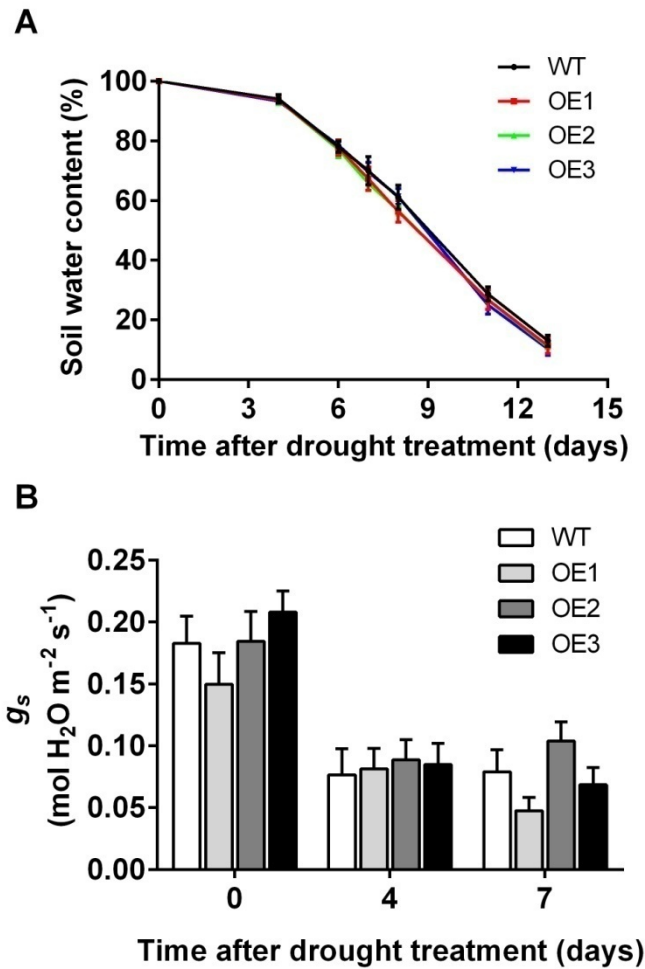 A
WT
OE1
OE2
OE3
Soil water content (%)
100
80
60
40
20
0
0 3 6 9 12 15
Time after drought treatment (days)
B
WT
OE1
OE2
OE3
gs
(mol H₂O m⁻² s⁻¹)
0.25
0.20
0.15
0.10
0.05
0.00
0 4 7
Time after drought treatment (days)